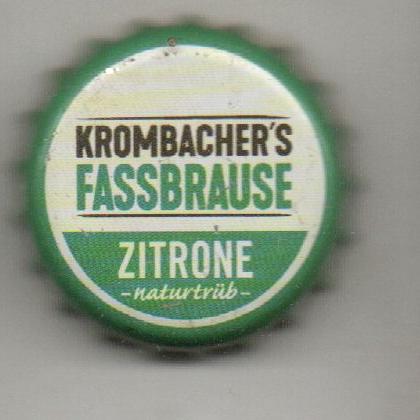 KROMBACHER'S
FASSBRAUSE
ZITRONE
-naturtrüb-